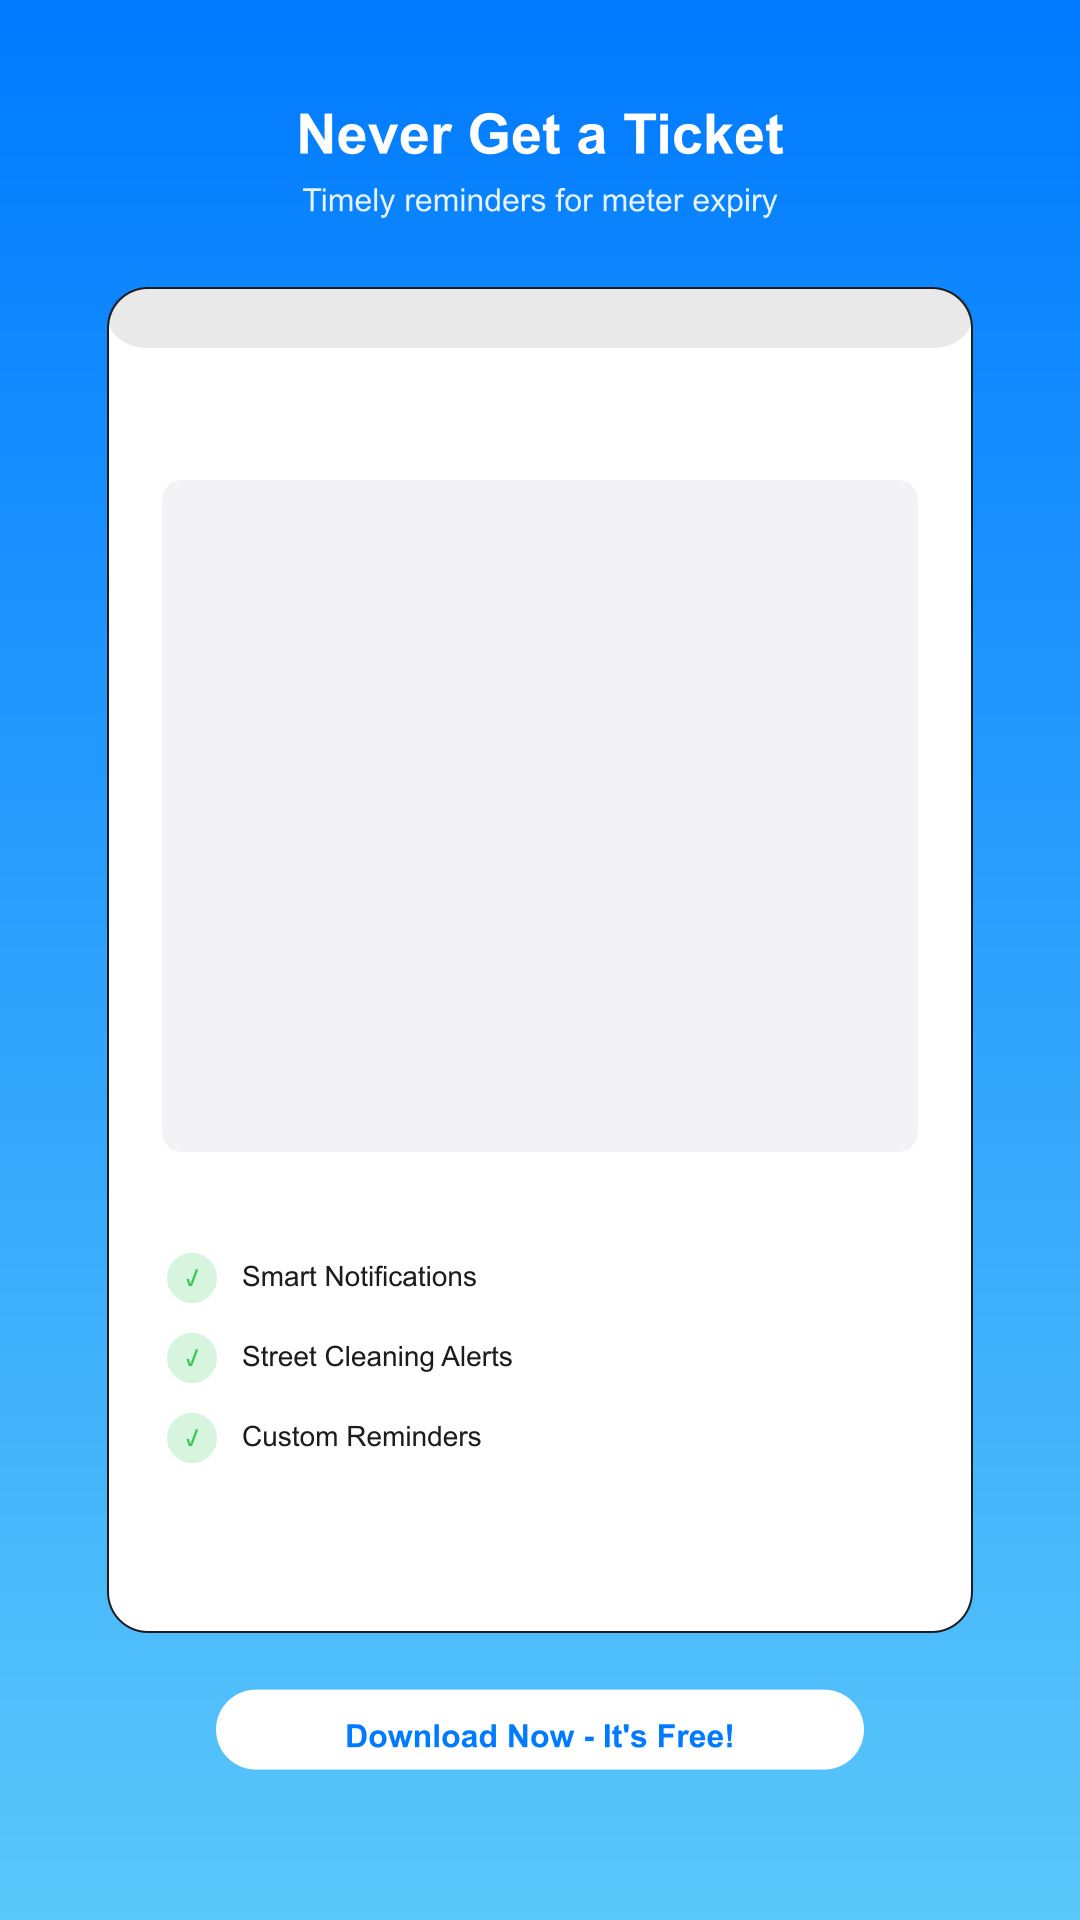 Never Get a Ticket
Timely reminders for meter expiry
✓ Smart Notifications
✓ Street Cleaning Alerts
✓ Custom Reminders
Download Now - It's Free!